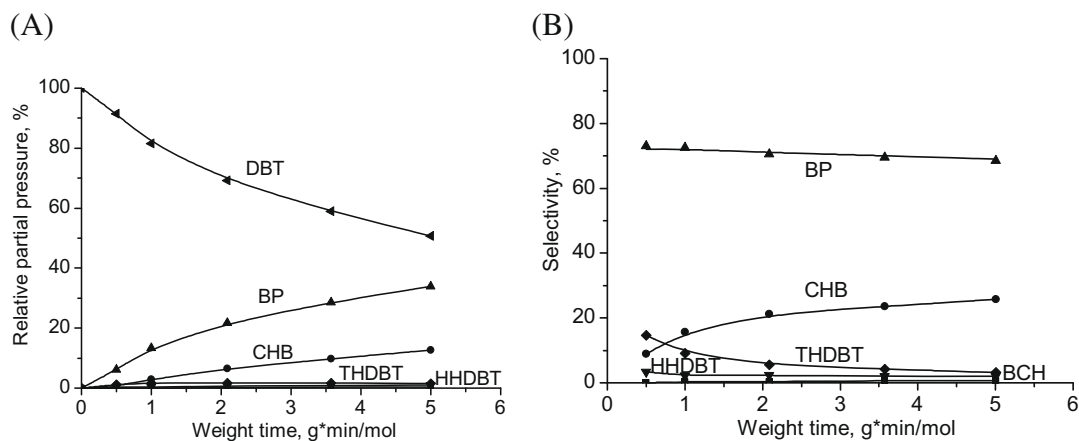 (A)
(B)
Relative partial pressure, %
100
80
60
40
20
0
DBT
BP
CHB
THDBT
HHDBT
0 1 2 3 4 5 6
Weight time, g*min/mol
Selectivity, %
100
80
60
40
20
0
BP
CHB
THDBT
HHDBT
BCH
0 1 2 3 4 5 6
Weight time, g*min/mol